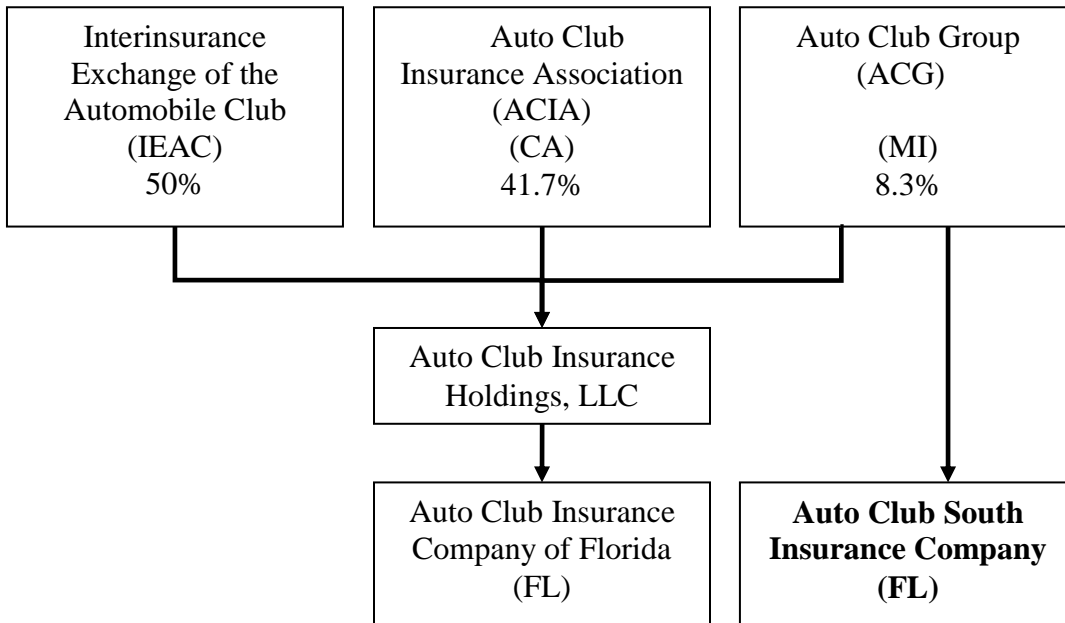 Interinsurance
Exchange of the
Automobile Club
(IEAC)
50%
Auto Club
Insurance Association
(ACIA)
(CA)
41.7%
Auto Club Group
(ACG)
(MI)
8.3%
Auto Club Insurance
Holdings, LLC
Auto Club Insurance
Company of Florida
(FL)
Auto Club South
Insurance Company
(FL)